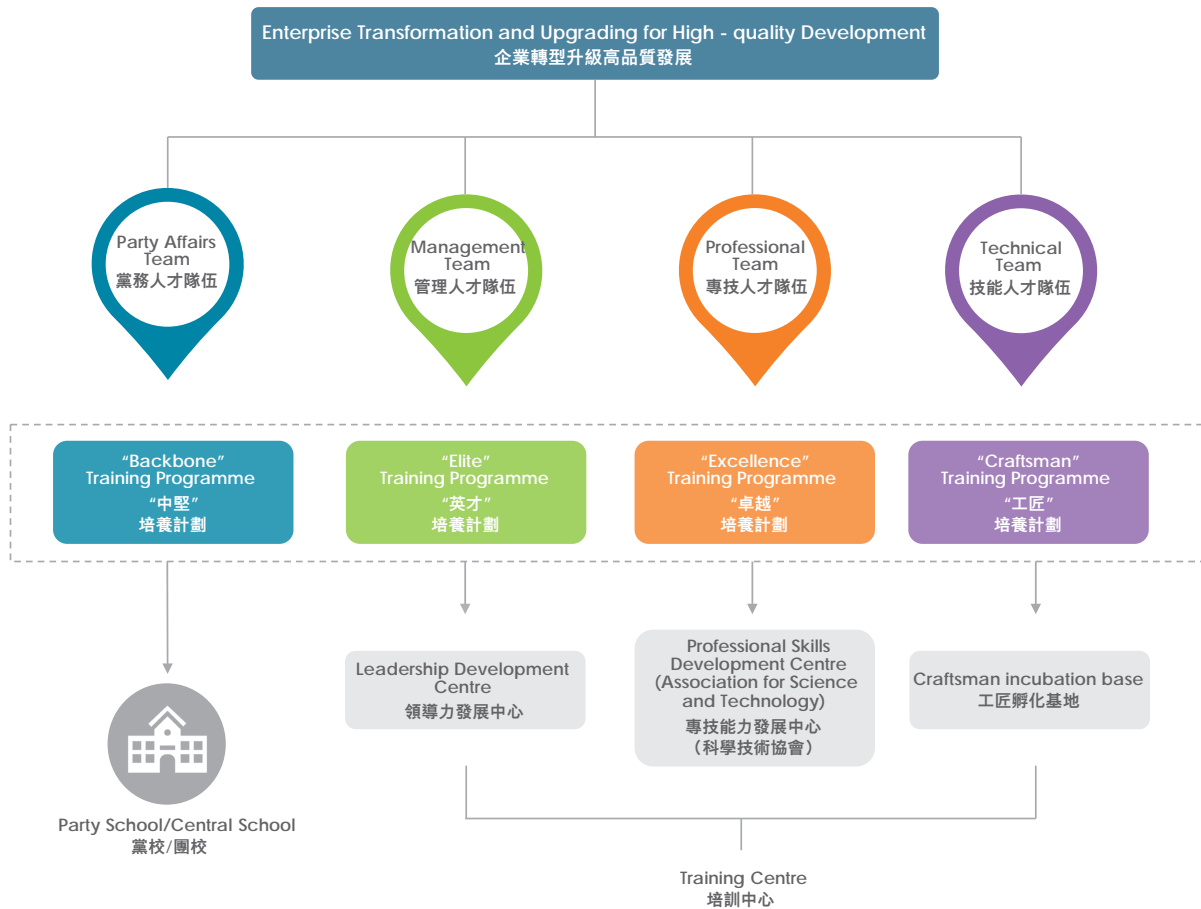 Enterprise Transformation and Upgrading for High - quality Development
企業轉型升級高品質發展
Party Affairs
Team
黨務人才隊伍
Management
Team
管理人才隊伍
Professional
Team
專技人才隊伍
Technical
Team
技能人才隊伍
“Backbone”
Training Programme
“中堅”
培養計劃
“Elite”
Training Programme
“英才”
培養計劃
“Excellence”
Training Programme
“卓越”
培養計劃
“Craftsman”
Training Programme
“工匠”
培養計劃
Party School/Central School
黨校/團校
Leadership Development
Centre
領導力發展中心
Professional Skills
Development Centre
(Association for Science
and Technology)
專技能力發展中心
（科學技術協會）
Craftsman incubation base
工匠孵化基地
Training Centre
培訓中心